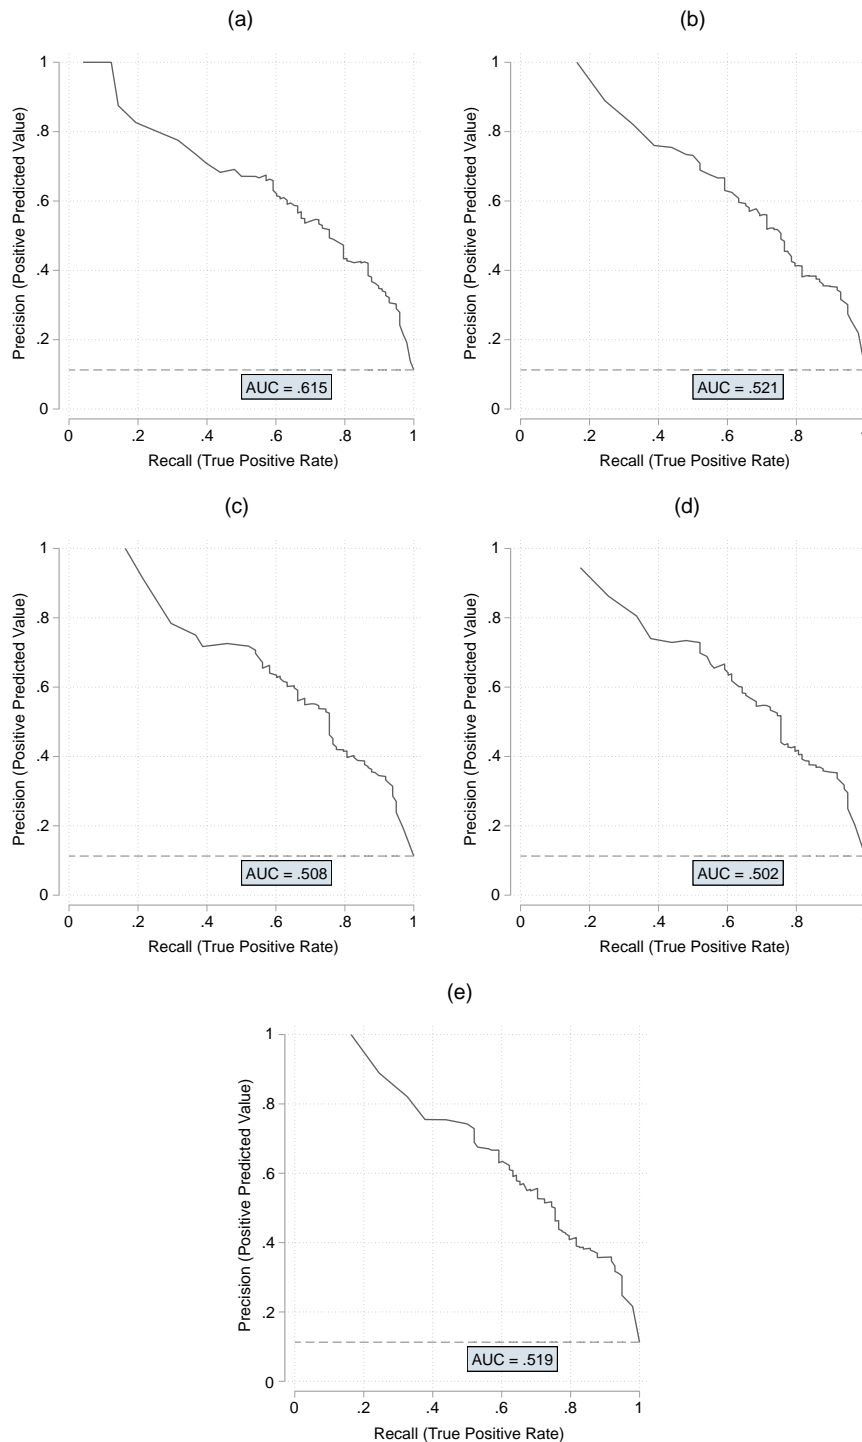 (a)
Precision (Positive Predicted Value)
1
.8
.6
.4
.2
0
AUC = .615
0 .2 .4 .6 .8 1
Recall (True Positive Rate)
(b)
Precision (Positive Predicted Value)
1
.8
.6
.4
.2
0
AUC = .521
0 .2 .4 .6 .8
Recall (True Positive Rate)
(c)
Precision (Positive Predicted Value)
1
.8
.6
.4
.2
0
AUC = .508
0 .2 .4 .6 .8 1
Recall (True Positive Rate)
(d)
Precision (Positive Predicted Value)
1
.8
.6
.4
.2
0
AUC = .502
0 .2 .4 .6 .8
Recall (True Positive Rate)
(e)
Precision (Positive Predicted Value)
1
.8
.6
.4
.2
0
AUC = .519
0 .2 .4 .6 .8 1
Recall (True Positive Rate)